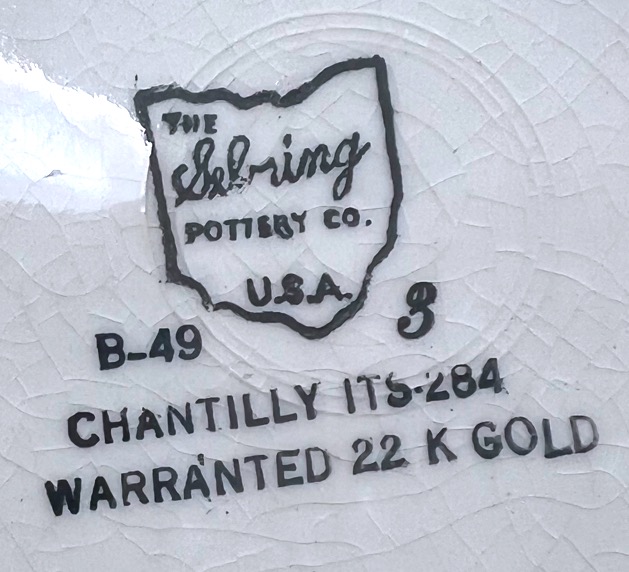 THE
Sebring
POTTERY CO.
U.S.A.
3
B-49
CHANTILLY ITS-284
WARRANTED 22 K GOLD